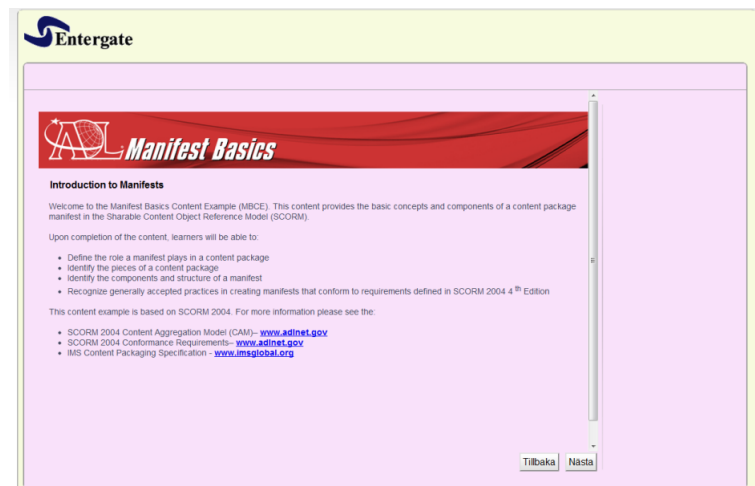 Entergate
ADL Manifest Basics
Introduction to Manifests
Welcome to the Manifest Basics Content Example (MBCE). This content provides the basic concepts and components of a content package
manifest in the Sharable Content Object Reference Model (SCORM).
Upon completion of the content, learners will be able to:
• Define the role a manifest plays in a content package
• Identify the pieces of a content package
• Identify the components and structure of a manifest
• Recognize generally accepted practices in creating manifests that conform to requirements defined in SCORM 2004 4 th Edition
This content example is based on SCORM 2004. For more information please see the:
• SCORM 2004 Content Aggregation Model (CAM)– www.adlnet.gov
• SCORM 2004 Conformance Requirements– www.adlnet.gov
• IMS Content Packaging Specification - www.imsglobal.org
Tillbaka Nästa